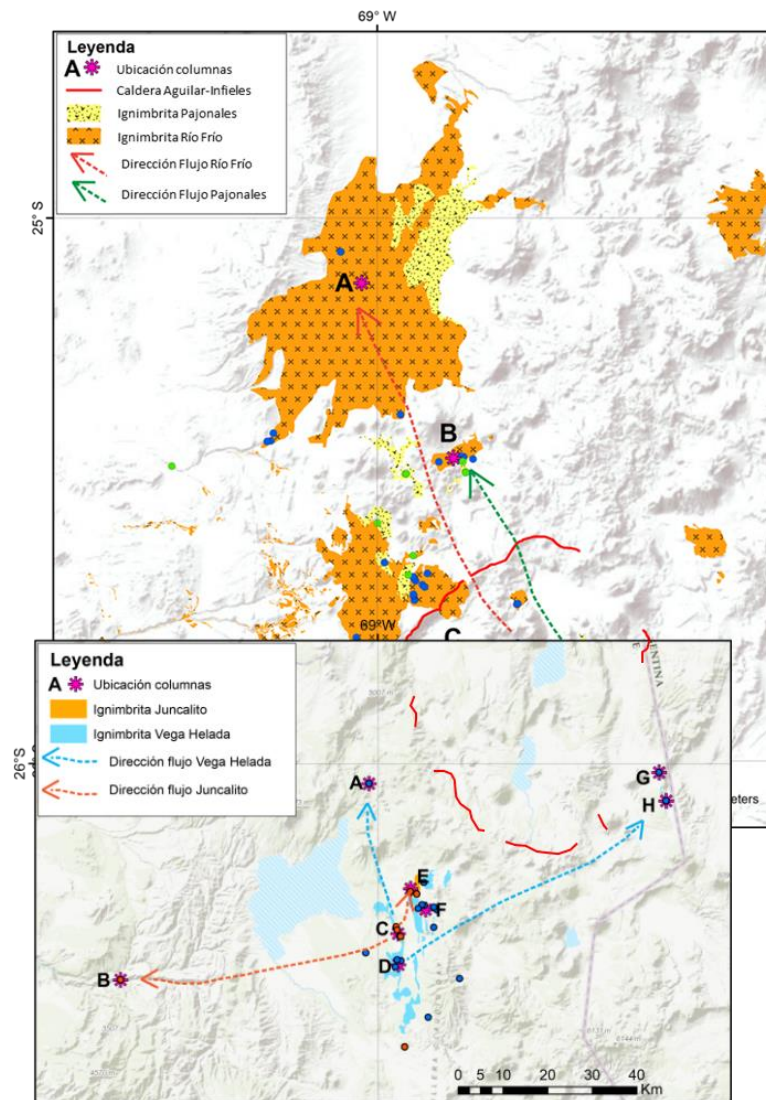 69° W
Leyenda
A Ubicación columnas
Caldera Aguilar-Infieles
Ignimbrita Pajonales
Ignimbrita Río Frío
Dirección Flujo Río Frío
Dirección Flujo Pajonales
25° S
A
B
69° W
Leyenda
A Ubicación columnas
Ignimbrita Juncalito
Ignimbrita Vega Helada
Dirección flujo Vega Helada
Dirección flujo Juncalito
ENTINA
26°S
A
G
H
eters
E
F
C
D
B
0 5 10 20 30 40
Km